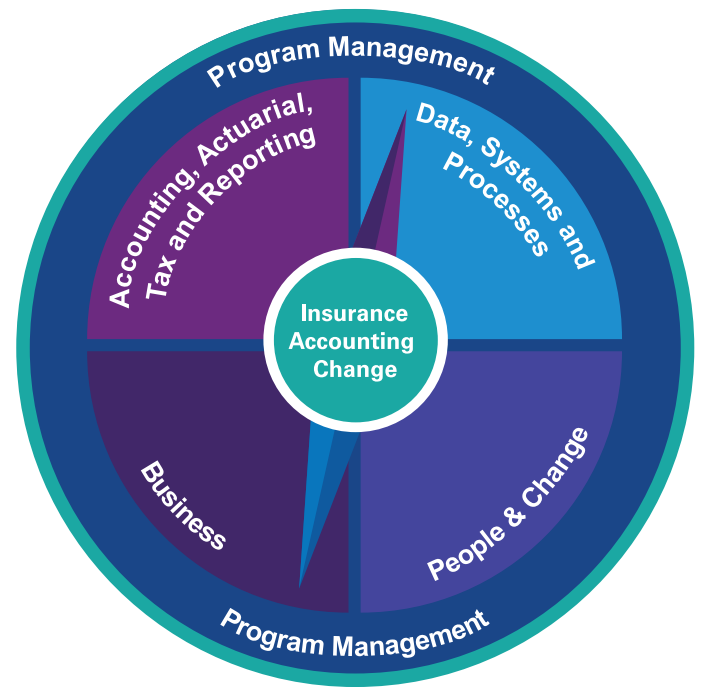 Program Management
Accounting, Actuarial,
Tax and Reporting
Data, Systems and
Processes
Insurance
Accounting
Change
Business
People & Change
Program Management